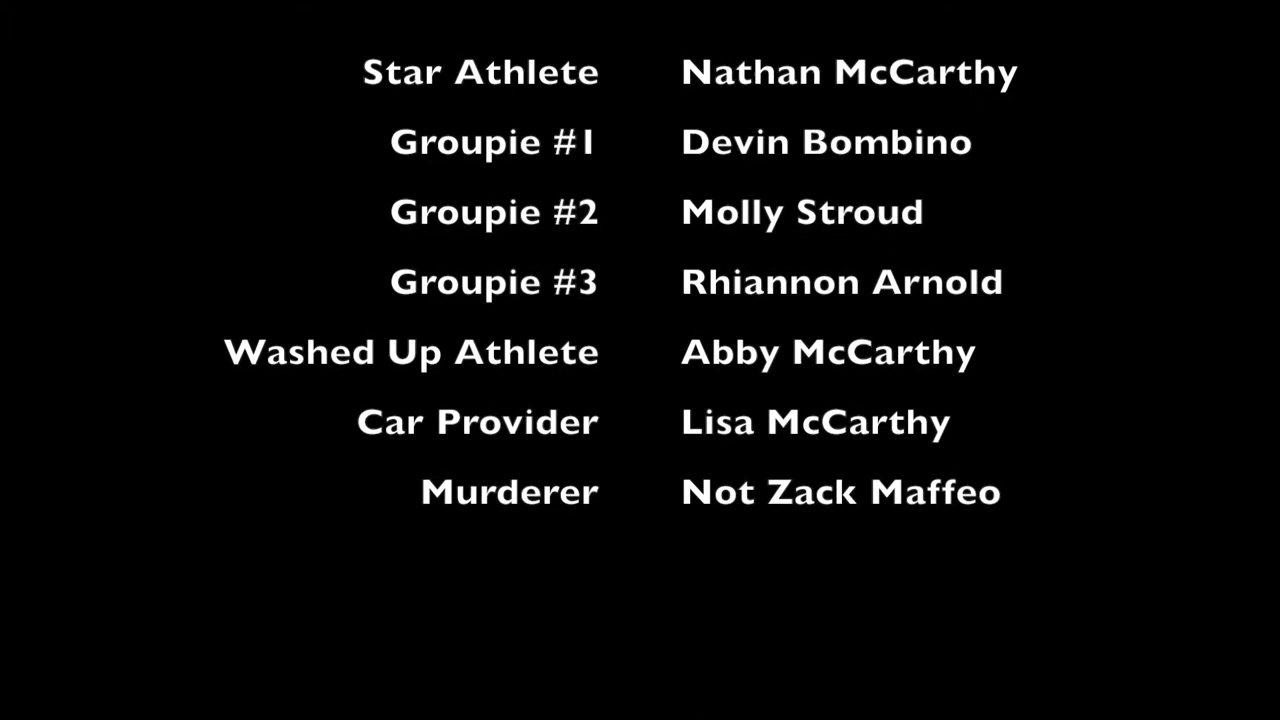 Star Athlete Nathan McCarthy
Groupie #1 Devin Bombino
Groupie #2 Molly Stroud
Groupie #3 Rhiannon Arnold
Washed Up Athlete Abby McCarthy
Car Provider Lisa McCarthy
Murderer Not Zack Maffeo